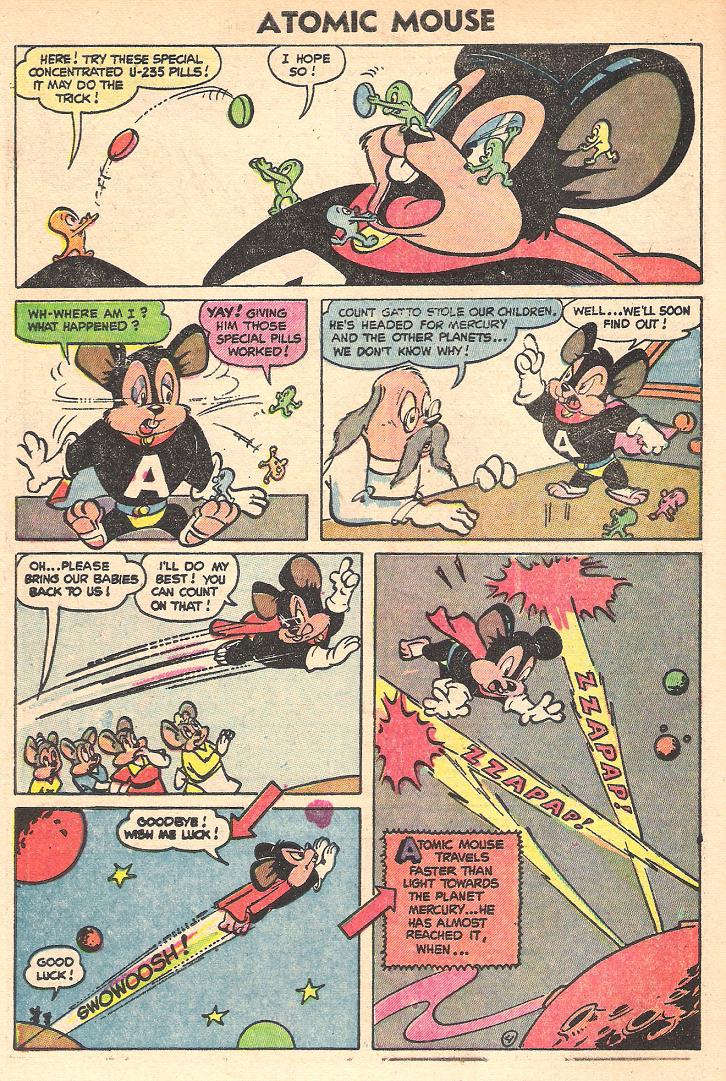 ATOMIC MOUSE
HERE! TRY THESE SPECIAL
CONCENTRATED U-235 PILLS!
IT MAY DO THE
TRICK!
I HOPE
SO!
WH-WHERE AM I?
WHAT HAPPENED?
YAY! GIVING
HIM THOSE
SPECIAL PILLS
WORKED!
A
COUNT GATTO STOLE OUR CHILDREN.
HE'S HEADED FOR MERCURY
AND THE OTHER PLANETS...
WE DON'T KNOW WHY!
WELL...WE'LL SOON
FIND OUT!
A
OH...PLEASE
BRING OUR BABIES
BACK TO US!
I'LL DO MY
BEST! YOU
CAN COUNT
ON THAT!
GOODBYE!
WISH ME LUCK!
GOOD
LUCK!
SWOWOOSH!
ZZAPAP!
ZZAPAP!
ATOMIC MOUSE
TRAVELS
FASTER THAN
LIGHT TOWARDS
THE PLANET
MERCURY...HE
HAS ALMOST
REACHED IT,
WHEN...
4